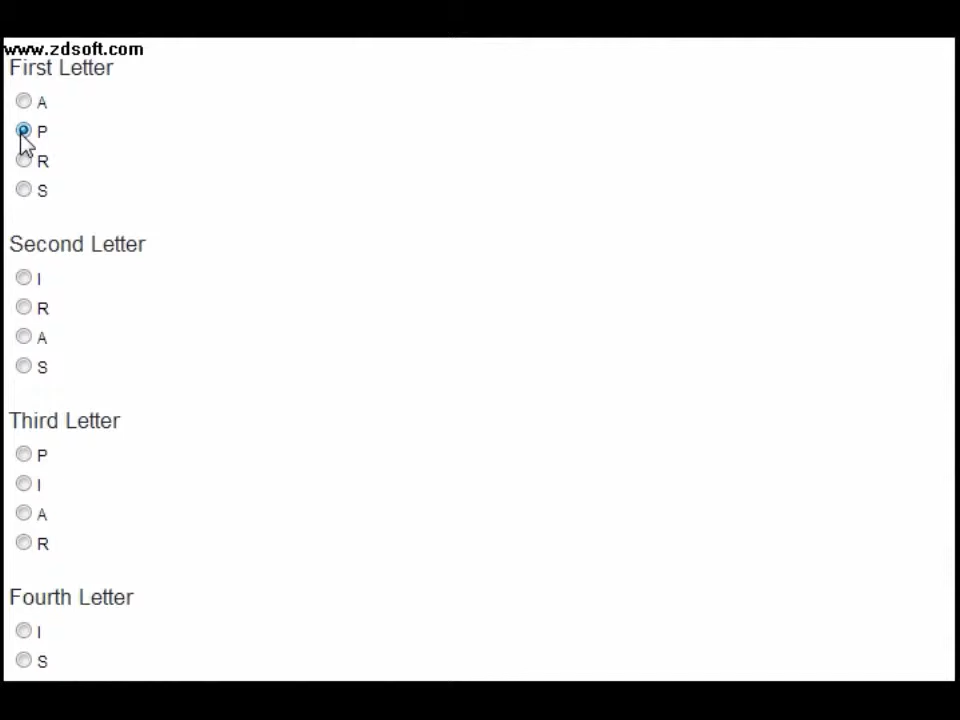 www.zdsoft.com
First Letter
A
P
R
S
Second Letter
I
R
A
S
Third Letter
P
I
A
R
Fourth Letter
I
S